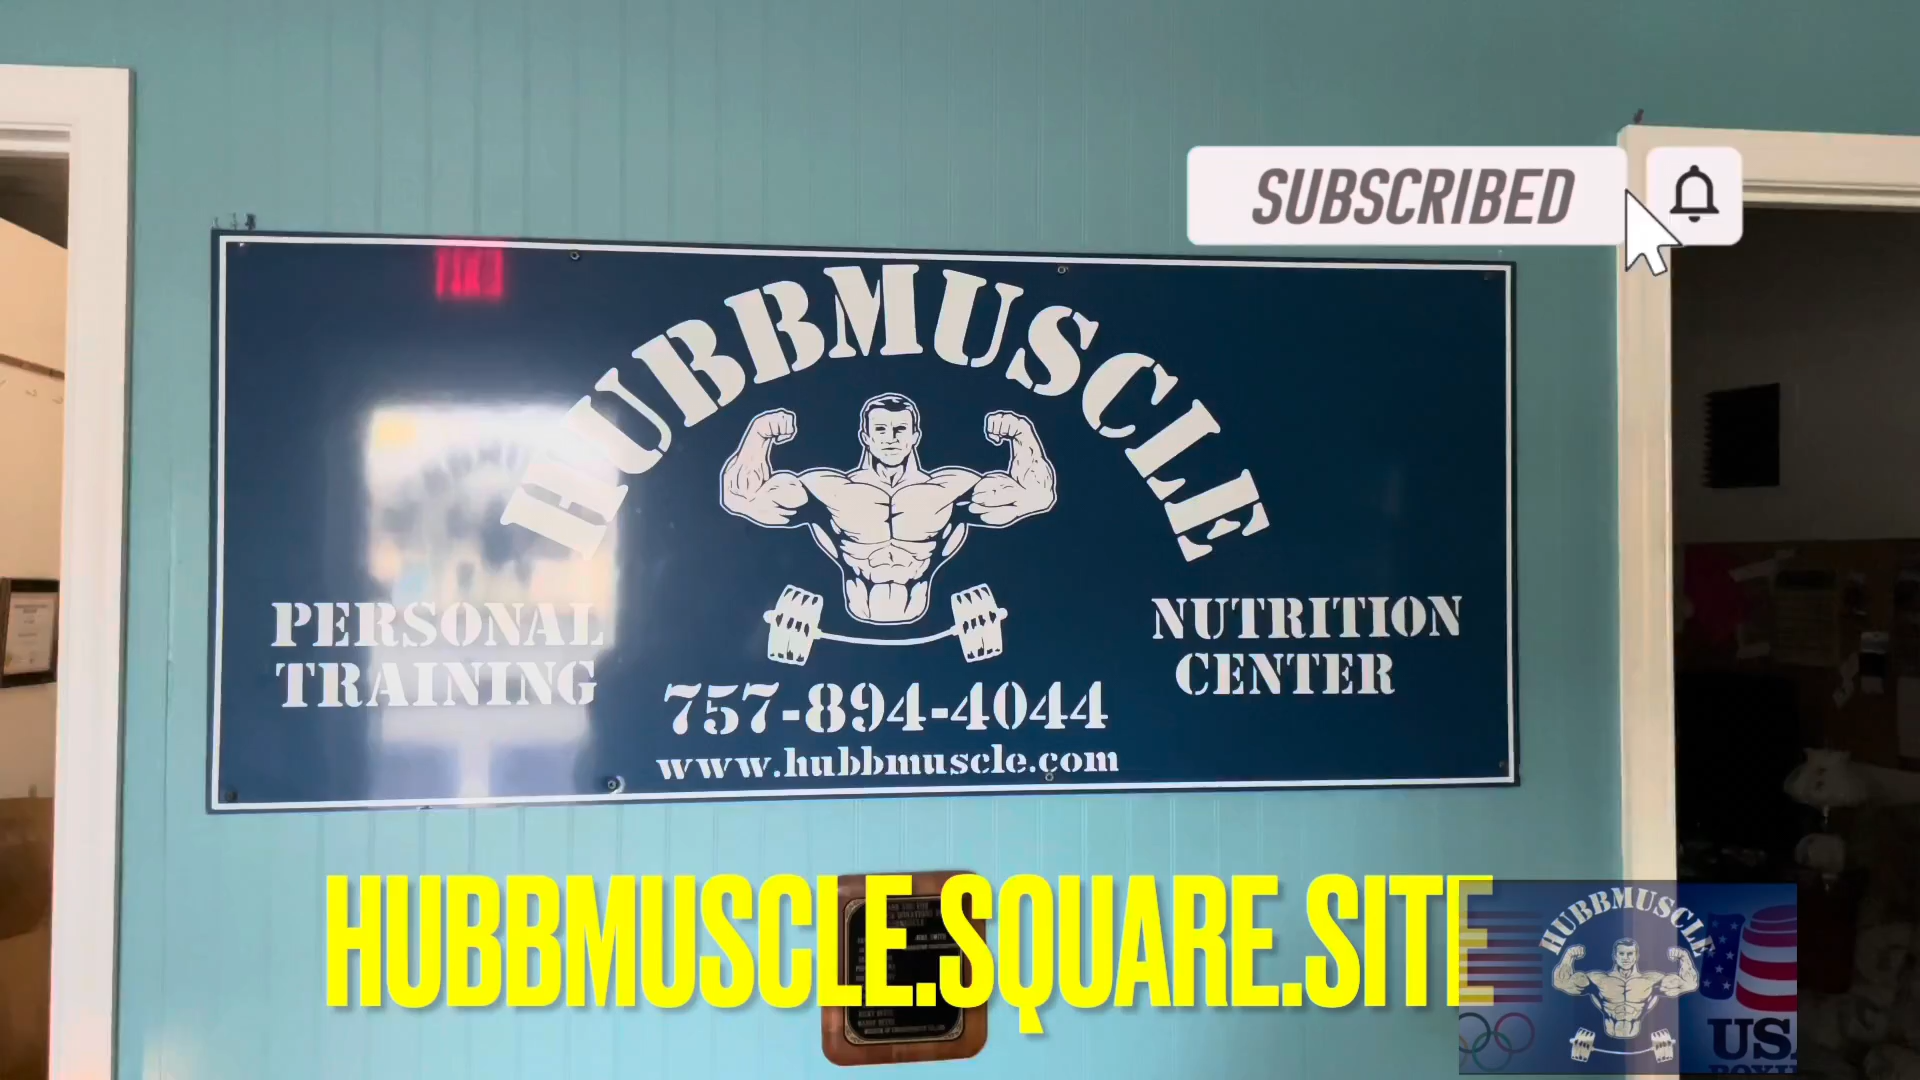 SUBSCRIBED
HUBBMUSCLE
PERSONAL
TRAINING
NUTRITION
CENTER
757-894-4044
www.hubbmuscle.com
HUBBMUSCLE.SQUARE.SITE
HUBBMUSCLE